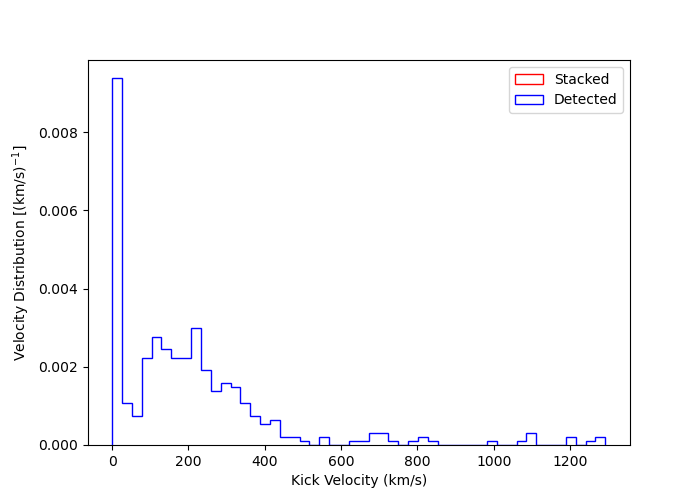 Stacked
Detected
Velocity Distribution [(km/s)⁻¹]
0.008
0.006
0.004
0.002
0.000
0 200 400 600 800 1000 1200
Kick Velocity (km/s)